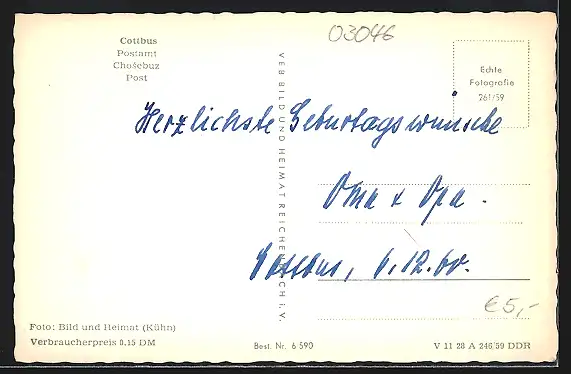 03046
Cottbus
Postamt
Chośebuz
Post
Echte
Fotografie
261/59
VEB BILD UND HEIMAT REICHENBACH i. V.
Herzlichste Geburtagswünsche
Oma + Opa.
Cottbus, 6.12.60.
€5,-
Foto: Bild und Heimat (Kühn)
Verbraucherpreis 0,15 DM
Best. Nr. 6 590
V 11 28 A 246/59 DDR